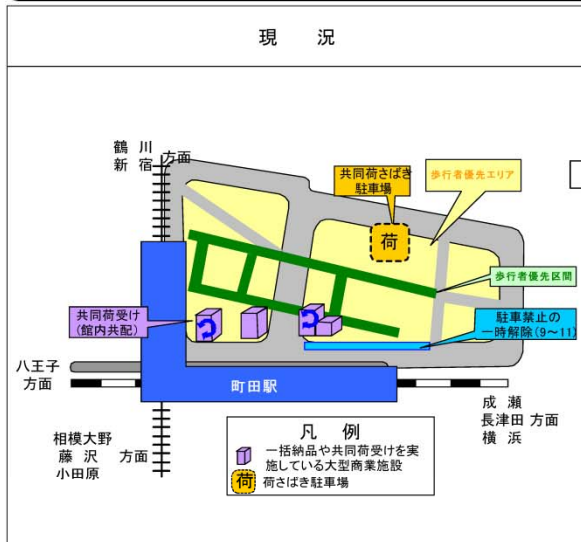 現　況
鶴　川
新　宿
方面
共同荷さばき
駐車場
歩行者優先エリア
荷
歩行者優先区間
共同荷受け
(館内共配)
駐車禁止の
一時解除(9～11)
八王子
方面
町田駅
成　瀬
長津田
横　浜
方面
相模大野
藤　沢
小田原
方面
凡　例
一括納品や共同荷受けを実
施している大型商業施設
荷
荷さばき駐車場